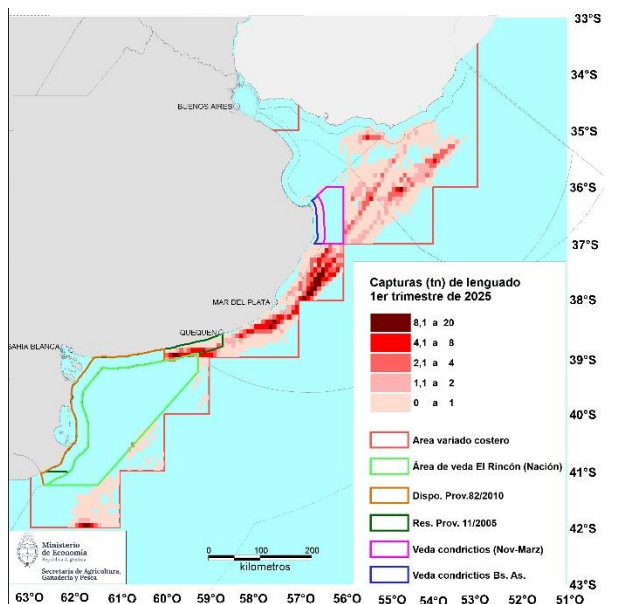 33°S
34°S
BUENOS AIRES
35°S
36°S
37°S
Capturas (tn) de lenguado
1er trimestre de 2025
MAR DEL PLATA
38°S
8,1 a 20
QUEQUEN
4,1 a 8
BAHIA BLANCA
39°S
2,1 a 4
1,1 a 2
0 a 1
40°S
Area variado costero
Área de veda El Rincón (Nación)
41°S
Dispo. Prov.82/2010
Res. Prov. 11/2005
42°S
Ministerio
de Economía
República Argentina
Secretaría de Agricultura,
Ganadería y Pesca
0 100 200
kilometros
Veda condrictios (Nov-Marz)
Veda condrictios Bs. As.
43°S
63°O 62°O 61°O 60°O 59°O 58°O 57°O 56°O 55°O 54°O 53°O